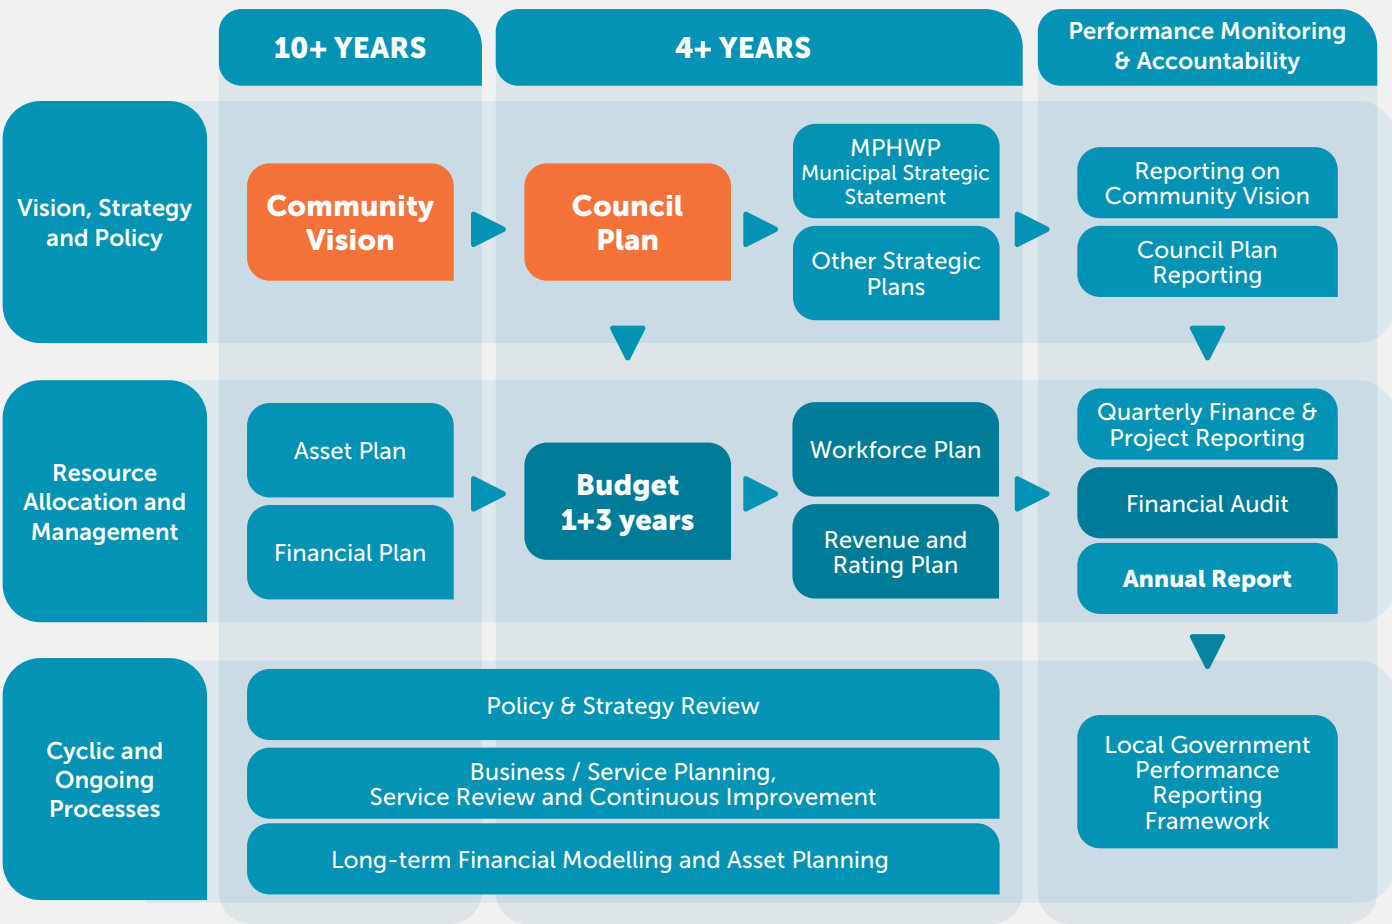 10+ YEARS
4+ YEARS
Performance Monitoring
& Accountability
Vision, Strategy
and Policy
Community
Vision
Council
Plan
MPHWP
Municipal Strategic
Statement
Other Strategic
Plans
Reporting on
Community Vision
Council Plan
Reporting
Resource
Allocation and
Management
Asset Plan
Financial Plan
Budget
1+3 years
Workforce Plan
Revenue and
Rating Plan
Quarterly Finance &
Project Reporting
Financial Audit
Annual Report
Cyclic and
Ongoing
Processes
Policy & Strategy Review
Business / Service Planning,
Service Review and Continuous Improvement
Long-term Financial Modelling and Asset Planning
Local Government
Performance
Reporting
Framework